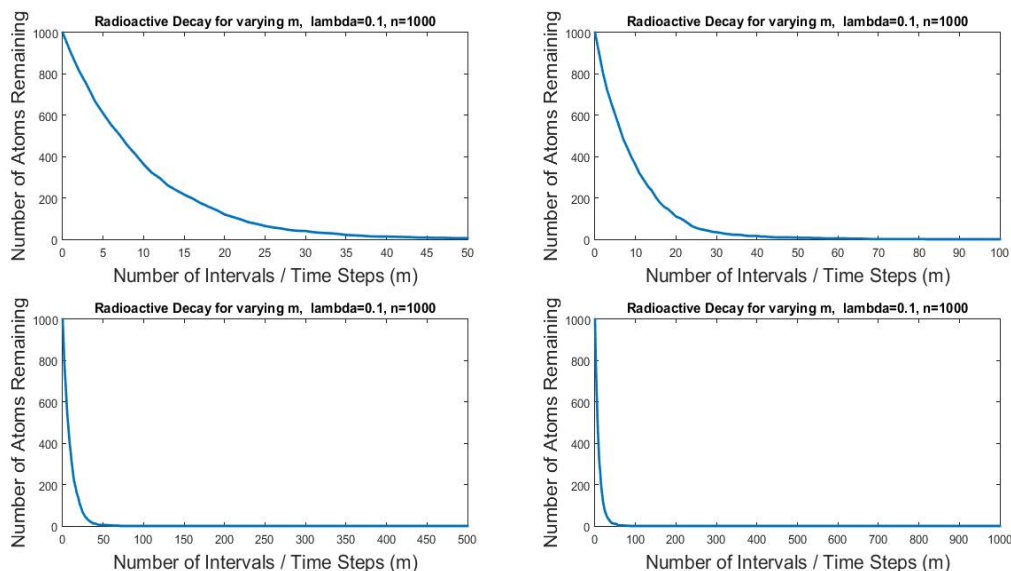 Radioactive Decay for varying m,  lambda=0.1, n=1000
Number of Atoms Remaining
1000
800
600
400
200
0
0 5 10 15 20 25 30 35 40 45 50
Number of Intervals / Time Steps (m)
Radioactive Decay for varying m,  lambda=0.1, n=1000
Number of Atoms Remaining
1000
800
600
400
200
0
0 10 20 30 40 50 60 70 80 90 100
Number of Intervals / Time Steps (m)
Radioactive Decay for varying m,  lambda=0.1, n=1000
Number of Atoms Remaining
1000
800
600
400
200
0
0 50 100 150 200 250 300 350 400 450 500
Number of Intervals / Time Steps (m)
Radioactive Decay for varying m,  lambda=0.1, n=1000
Number of Atoms Remaining
1000
800
600
400
200
0
0 100 200 300 400 500 600 700 800 900 1000
Number of Intervals / Time Steps (m)